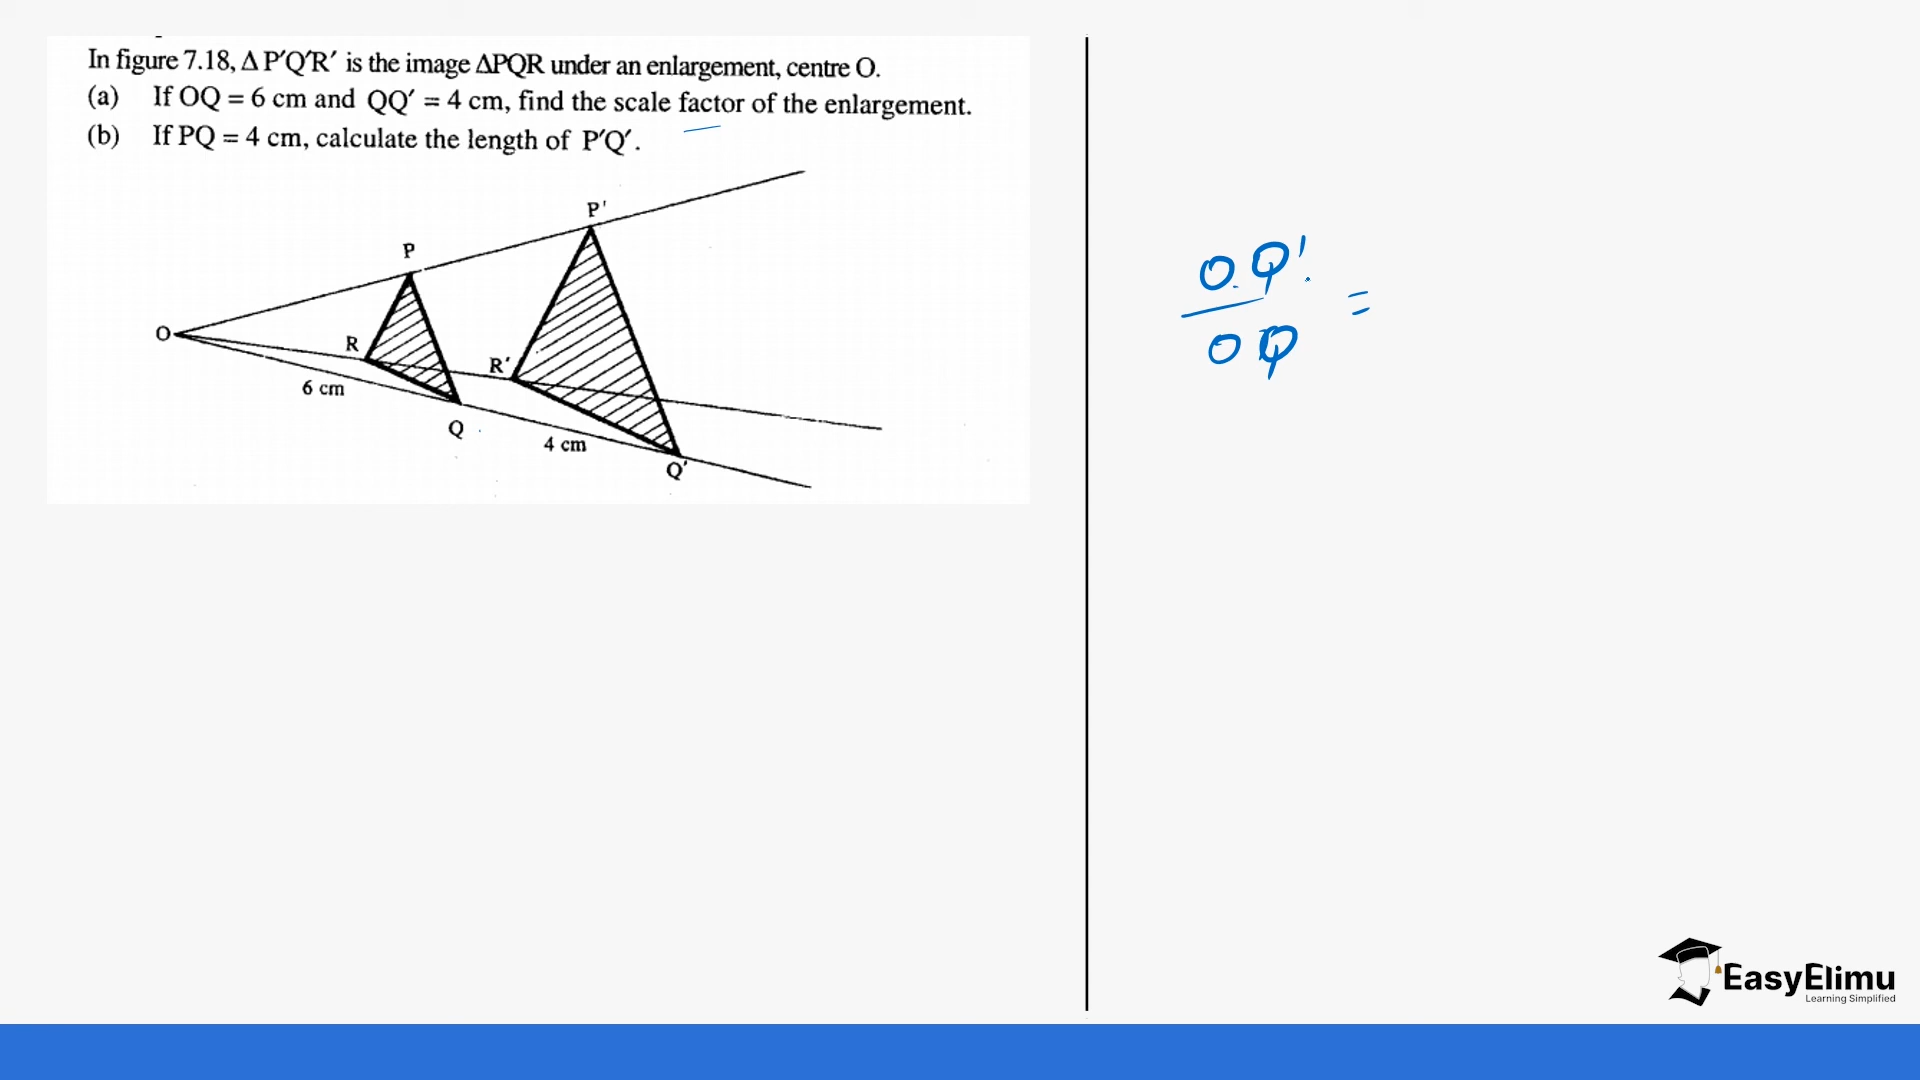 In figure 7.18, Δ P′Q′R′ is the image ΔPQR under an enlargement, centre O.
(a) If OQ = 6 cm and QQ′ = 4 cm, find the scale factor of the enlargement.
(b) If PQ = 4 cm, calculate the length of P′Q′.
P'
P
O
R
R′
6 cm
Q
4 cm
Q'
OQ'
OQ
=
EasyElimu
Learning Simplified